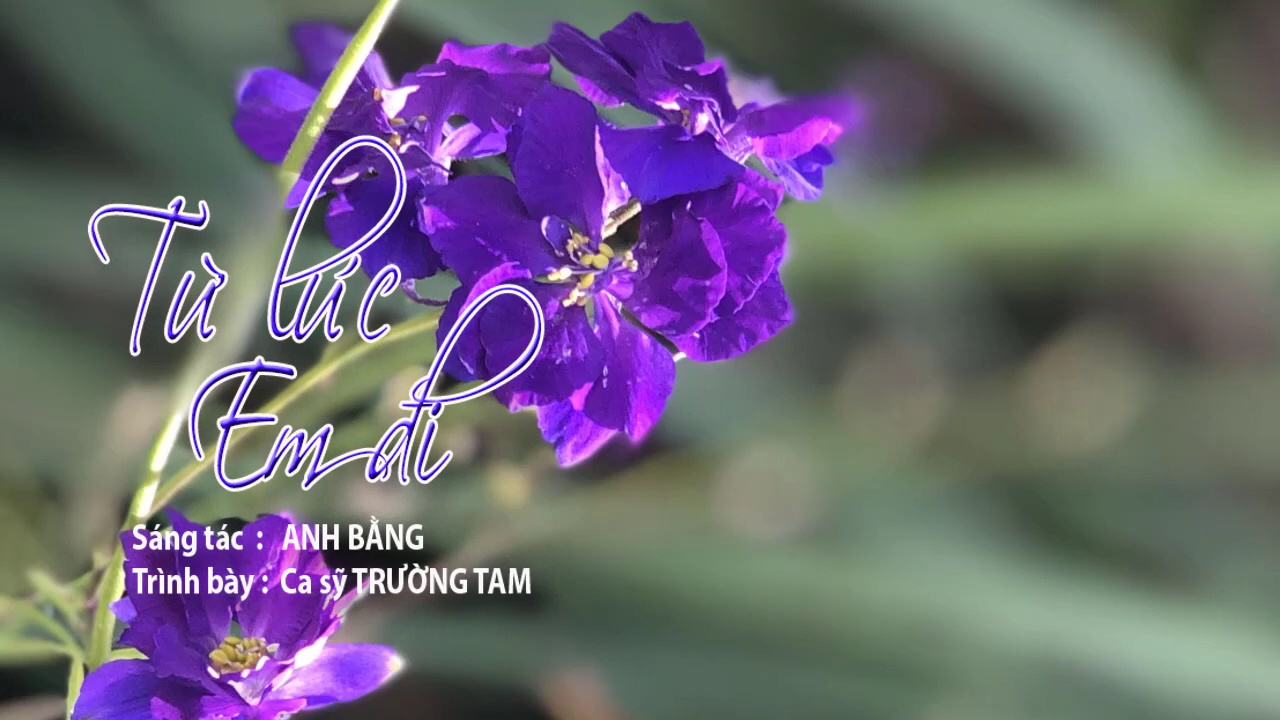 Từ lúc
Em đi
Sáng tác : ANH BẰNG
Trình bày : Ca sỹ TRƯỜNG TAM